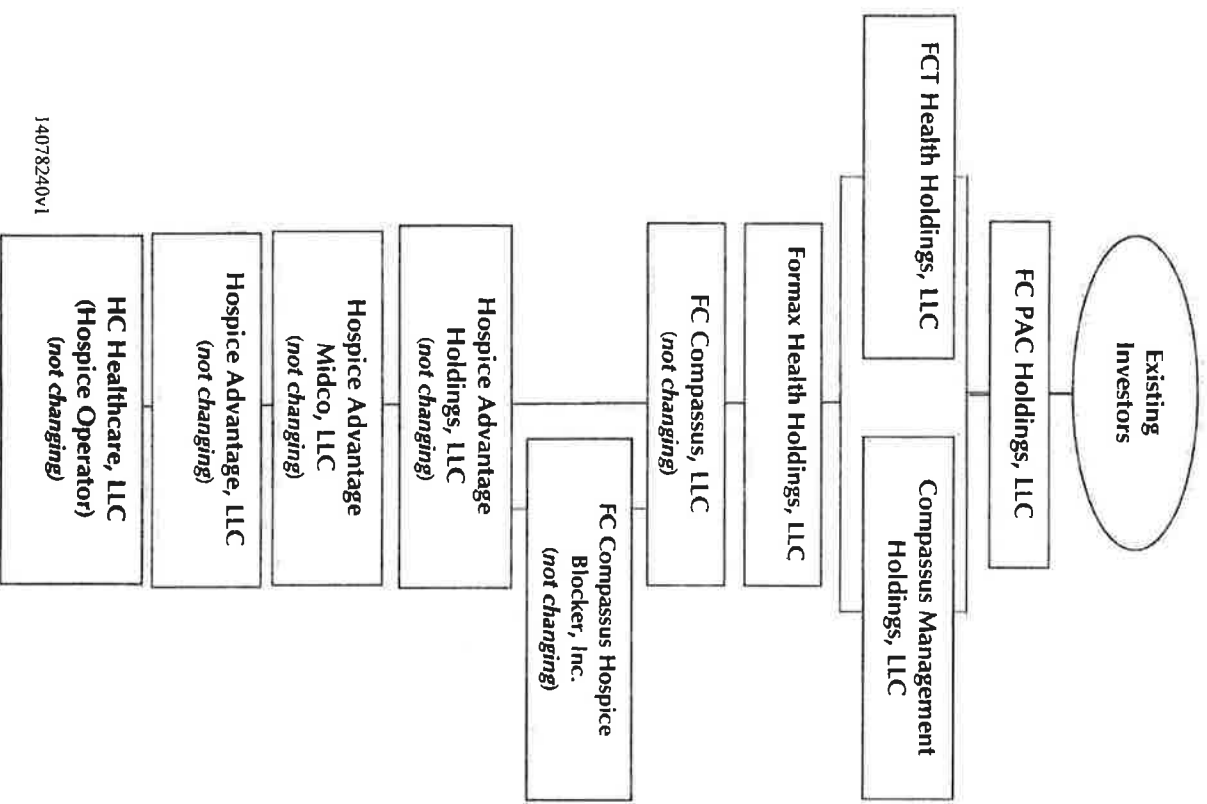 Existing
Investors
FC PAC Holdings, LLC
FCT Health Holdings, LLC
Compassus Management
Holdings, LLC
Formax Health Holdings, LLC
FC Compassus, LLC
(not changing)
FC Compassus Hospice
Blocker, Inc.
(not changing)
Hospice Advantage
Holdings, LLC
(not changing)
Hospice Advantage
Midco, LLC
(not changing)
Hospice Advantage, LLC
(not changing)
HC Healthcare, LLC
(Hospice Operator)
(not changing)
14078240v1